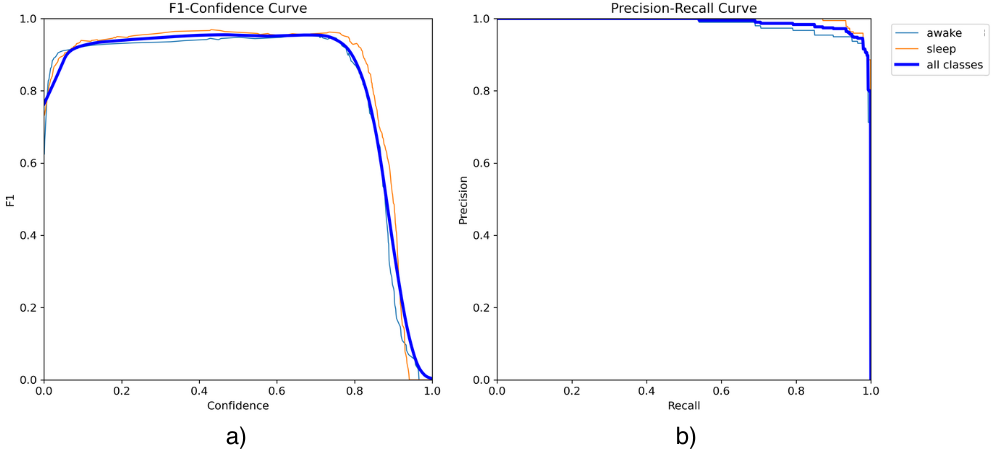 F1-Confidence Curve
1.0
0.8
0.6
0.4
0.2
0.0
F1
0.0 0.2 0.4 0.6 0.8 1.0
Confidence
a)
Precision-Recall Curve
1.0
0.8
0.6
0.4
0.2
0.0
Precision
0.0 0.2 0.4 0.6 0.8 1.0
Recall
b)
awake
sleep
all classes